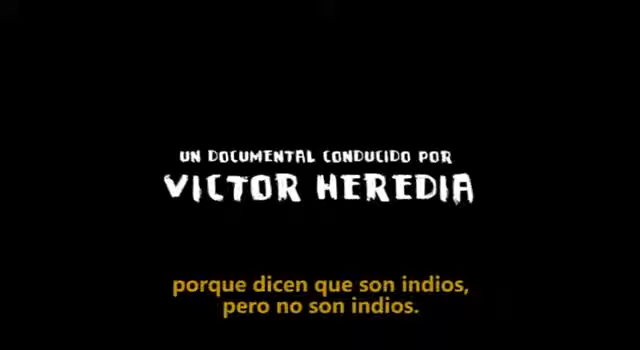 UN DOCUMENTAL CONDUCIDO POR
VICTOR HEREDIA
porque dicen que son indios,
pero no son indios.